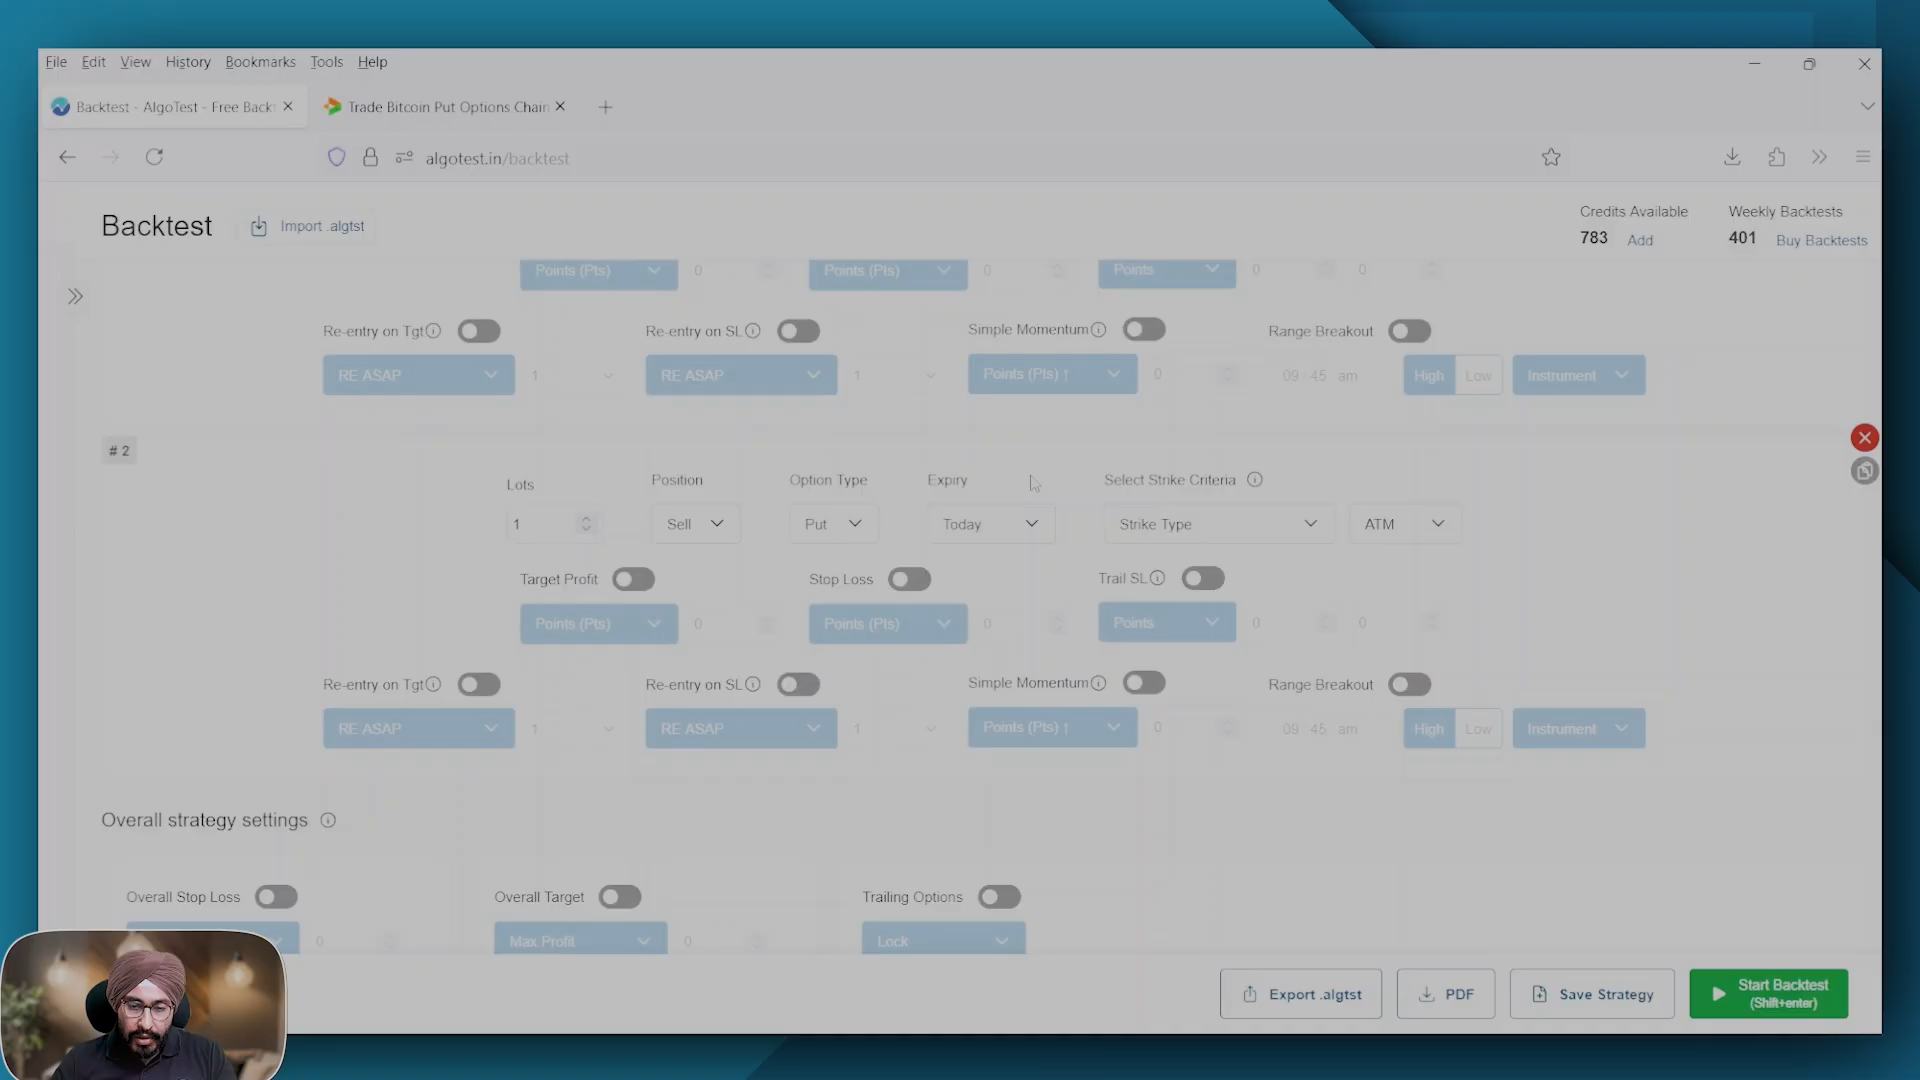 File Edit View History Bookmarks Tools Help
Backtest - AlgoTest - Free Back
Trade Bitcoin Put Options Chain
algotest.in/backtest
Backtest
Import .algtst
Credits Available
783 Add
Weekly Backtests
401 Buy Backtests
Points (Pts) 0 Points (Pts) 0 Points 0 0
Re-entry on Tgt Re-entry on SL Simple Momentum Range Breakout
RE ASAP 1 RE ASAP 1 Points (Pts) ↑ 0 09 45 am High Low Instrument
# 2
Lots Position Option Type Expiry Select Strike Criteria
1 Sell Put Today Strike Type ATM
Target Profit Stop Loss Trail SL
Points (Pts) 0 Points (Pts) 0 Points 0 0
Re-entry on Tgt Re-entry on SL Simple Momentum Range Breakout
RE ASAP 1 RE ASAP 1 Points (Pts) ↑ 0 09 45 am High Low Instrument
Overall strategy settings
Overall Stop Loss Overall Target Trailing Options
0 Max Profit 0 Lock
Export .algtst PDF Save Strategy Start Backtest
(Shift+enter)